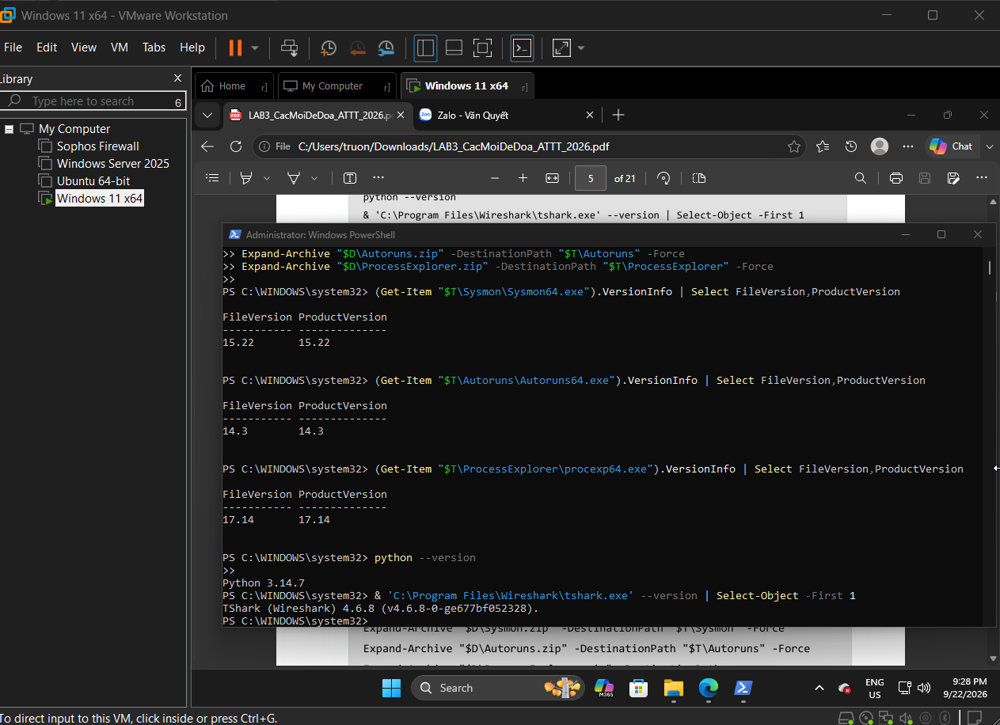 Windows 11 x64 - VMware Workstation
File Edit View VM Tabs Help
Library
Type here to search
6
My Computer
Sophos Firewall
Windows Server 2025
Ubuntu 64-bit
Windows 11 x64
Home My Computer Windows 11 x64
LAB3_CacMoiDeDoa_ATTT_2026.p Zalo - Văn Quyết
File C:/Users/truon/Downloads/LAB3_CacMoiDeDoa_ATTT_2026.pdf Chat
5 of 21
python --version
& 'C:\Program Files\Wireshark\tshark.exe' --version | Select-Object -First 1
Administrator: Windows PowerShell
>> Expand-Archive "$D\Autoruns.zip" -DestinationPath "$T\Autoruns" -Force
>> Expand-Archive "$D\ProcessExplorer.zip" -DestinationPath "$T\ProcessExplorer" -Force
>>
PS C:\WINDOWS\system32> (Get-Item "$T\Sysmon\Sysmon64.exe").VersionInfo | Select FileVersion,ProductVersion
FileVersion ProductVersion
----------- --------------
15.22 15.22
PS C:\WINDOWS\system32> (Get-Item "$T\Autoruns\Autoruns64.exe").VersionInfo | Select FileVersion,ProductVersion
FileVersion ProductVersion
----------- --------------
14.3 14.3
PS C:\WINDOWS\system32> (Get-Item "$T\ProcessExplorer\procexp64.exe").VersionInfo | Select FileVersion,ProductVersion
FileVersion ProductVersion
----------- --------------
17.14 17.14
PS C:\WINDOWS\system32> python --version
>>
Python 3.14.7
PS C:\WINDOWS\system32> & 'C:\Program Files\Wireshark\tshark.exe' --version | Select-Object -First 1
TShark (Wireshark) 4.6.8 (v4.6.8-0-ge677bf052328).
PS C:\WINDOWS\system32>
Expand-Archive "$D\Sysmon.zip" -DestinationPath "$T\Sysmon" -Force
Expand-Archive "$D\Autoruns.zip" -DestinationPath "$T\Autoruns" -Force
Search
M365
ENG
US
9:28 PM
9/22/2026
To direct input to this VM, click inside or press Ctrl+G.